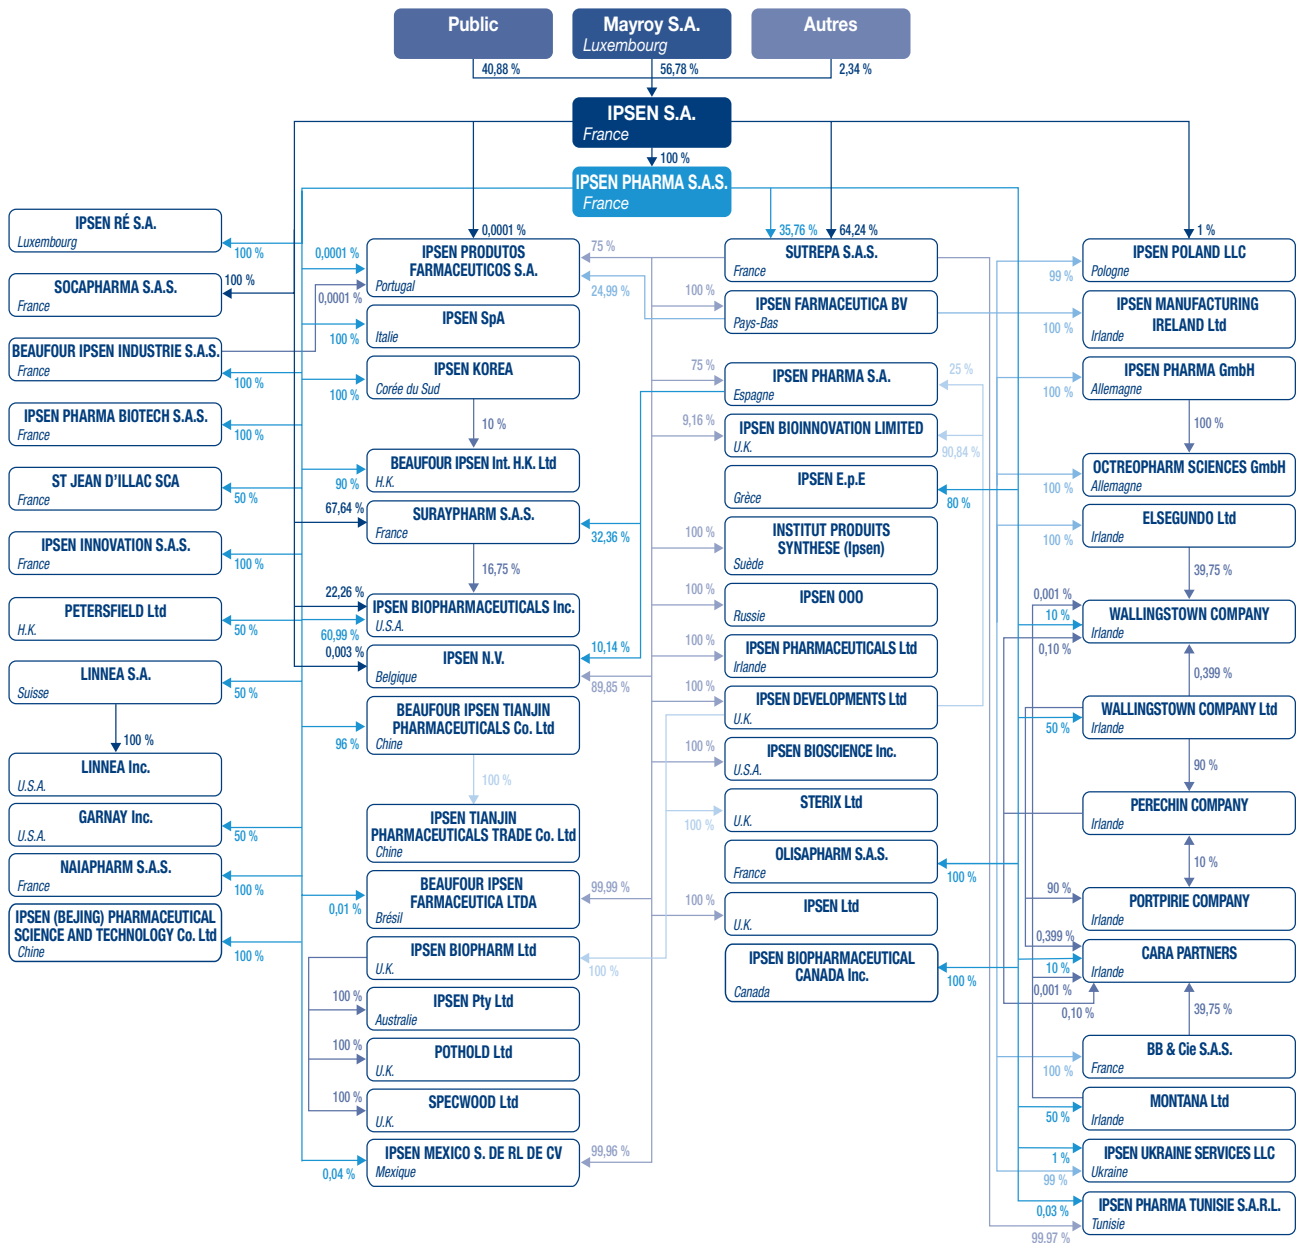 Public
Mayroy S.A.
Luxembourg
Autres
40,88 %
56,78 %
2,34 %
IPSEN S.A.
France
100 %
IPSEN PHARMA S.A.S.
France
IPSEN RÉ S.A.
Luxembourg
100 %
SOCAPHARMA S.A.S.
France
100 %
BEAUFOUR IPSEN INDUSTRIE S.A.S.
France
100 %
IPSEN PHARMA BIOTECH S.A.S.
France
100 %
ST JEAN D'ILLAC SCA
France
50 %
IPSEN INNOVATION S.A.S.
France
100 %
PETERSFIELD Ltd
H.K.
50 %
LINNEA S.A.
Suisse
50 %
100 %
LINNEA Inc.
U.S.A.
GARNAY Inc.
U.S.A.
50 %
NAIAPHARM S.A.S.
France
100 %
IPSEN (BEJING) PHARMACEUTICAL
SCIENCE AND TECHNOLOGY Co. Ltd
Chine
100 %
0,0001 %
0,0001 %
0,0001 %
IPSEN PRODUTOS
FARMACEUTICOS S.A.
Portugal
75 %
24,99 %
IPSEN SpA
Italie
100 %
IPSEN KOREA
Corée du Sud
100 %
10 %
BEAUFOUR IPSEN Int. H.K. Ltd
H.K.
90 %
67,64 %
SURAYPHARM S.A.S.
France
32,36 %
16,75 %
22,26 %
IPSEN BIOPHARMACEUTICALS Inc.
U.S.A.
60,99 %
0,003 %
IPSEN N.V.
Belgique
10,14 %
89,85 %
BEAUFOUR IPSEN TIANJIN
PHARMACEUTICALS Co. Ltd
Chine
96 %
100 %
IPSEN TIANJIN
PHARMACEUTICALS TRADE Co. Ltd
Chine
BEAUFOUR IPSEN
FARMACEUTICA LTDA
Brésil
0,01 %
99,99 %
IPSEN BIOPHARM Ltd
U.K.
100 %
100 %
IPSEN Pty Ltd
Australie
100 %
POTHOLD Ltd
U.K.
100 %
SPECWOOD Ltd
U.K.
IPSEN MEXICO S. DE RL DE CV
Mexique
0,04 %
99,96 %
35,76 %
64,24 %
SUTREPA S.A.S.
France
100 %
IPSEN FARMACEUTICA BV
Pays-Bas
75 %
25 %
IPSEN PHARMA S.A.
Espagne
9,16 %
IPSEN BIOINNOVATION LIMITED
U.K.
90,84 %
IPSEN E.p.E
Grèce
80 %
100 %
INSTITUT PRODUITS
SYNTHESE (Ipsen)
Suède
100 %
IPSEN OOO
Russie
100 %
IPSEN PHARMACEUTICALS Ltd
Irlande
100 %
IPSEN DEVELOPMENTS Ltd
U.K.
100 %
IPSEN BIOSCIENCE Inc.
U.S.A.
STERIX Ltd
U.K.
100 %
OLISAPHARM S.A.S.
France
100 %
100 %
IPSEN Ltd
U.K.
IPSEN BIOPHARMACEUTICAL
CANADA Inc.
Canada
100 %
1 %
IPSEN POLAND LLC
Pologne
99 %
IPSEN MANUFACTURING
IRELAND Ltd
Irlande
100 %
IPSEN PHARMA GmbH
Allemagne
100 %
100 %
OCTREOPHARM SCIENCES GmbH
Allemagne
100 %
ELSEGUNDO Ltd
Irlande
100 %
39,75 %
0,001 %
10 %
0,10 %
WALLINGSTOWN COMPANY
Irlande
0,399 %
WALLINGSTOWN COMPANY Ltd
Irlande
50 %
90 %
PERECHIN COMPANY
Irlande
10 %
90 %
PORTPIRIE COMPANY
Irlande
0,399 %
CARA PARTNERS
Irlande
10 %
0,001 %
0,10 %
39,75 %
BB & Cie S.A.S.
France
100 %
MONTANA Ltd
Irlande
50 %
IPSEN UKRAINE SERVICES LLC
Ukraine
1 %
99 %
IPSEN PHARMA TUNISIE S.A.R.L.
Tunisie
0,03 %
99.97 %